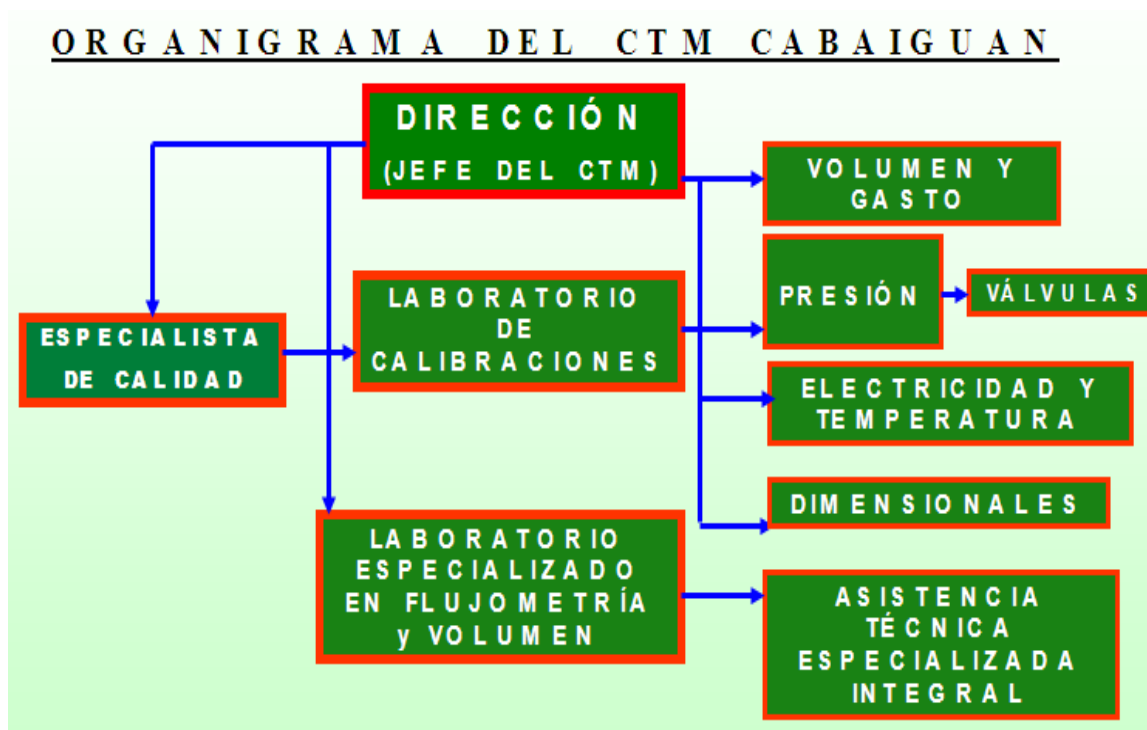 ORGANIGRAMA DEL CTM CABAIGUAN
DIRECCIÓN
(JEFE DEL CTM)
VOLUMEN Y
GASTO
PRESIÓN
VÁLVULAS
LABORATORIO
DE
CALIBRACIONES
ESPECIALISTA
DE CALIDAD
ELECTRICIDAD Y
TEMPERATURA
DIMENSIONALES
LABORATORIO
ESPECIALIZADO
EN FLUJOMETRÍA
y VOLUMEN
ASISTENCIA
TÉCNICA
ESPECIALIZADA
INTEGRAL